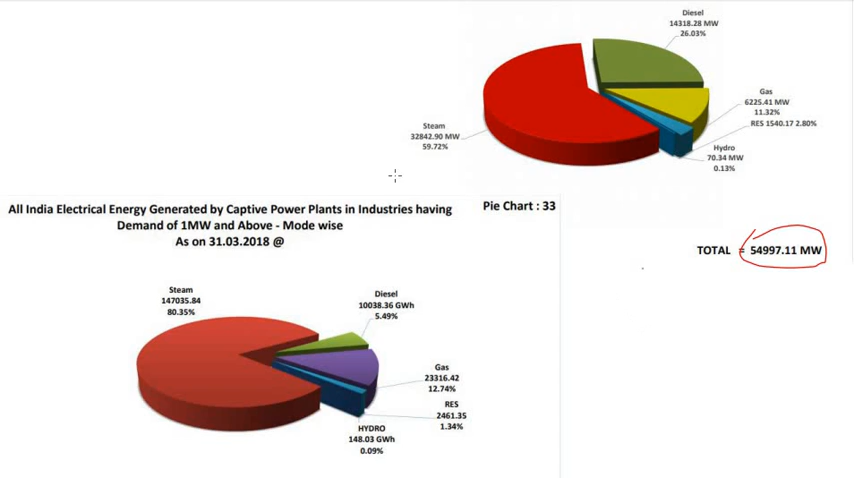 Diesel
14318.28 MW
26.03%
Gas
6225.41 MW
11.32%
RES 1540.17 2.80%
Steam
32842.90 MW
59.72%
Hydro
70.34 MW
0.13%
All India Electrical Energy Generated by Captive Power Plants in Industries having
Demand of 1MW and Above - Mode wise
As on 31.03.2018 @
Pie Chart : 33
TOTAL = 54997.11 MW
Steam
147035.84
80.35%
Diesel
10038.36 GWh
5.49%
Gas
23316.42
12.74%
RES
2461.35
1.34%
HYDRO
148.03 GWh
0.09%